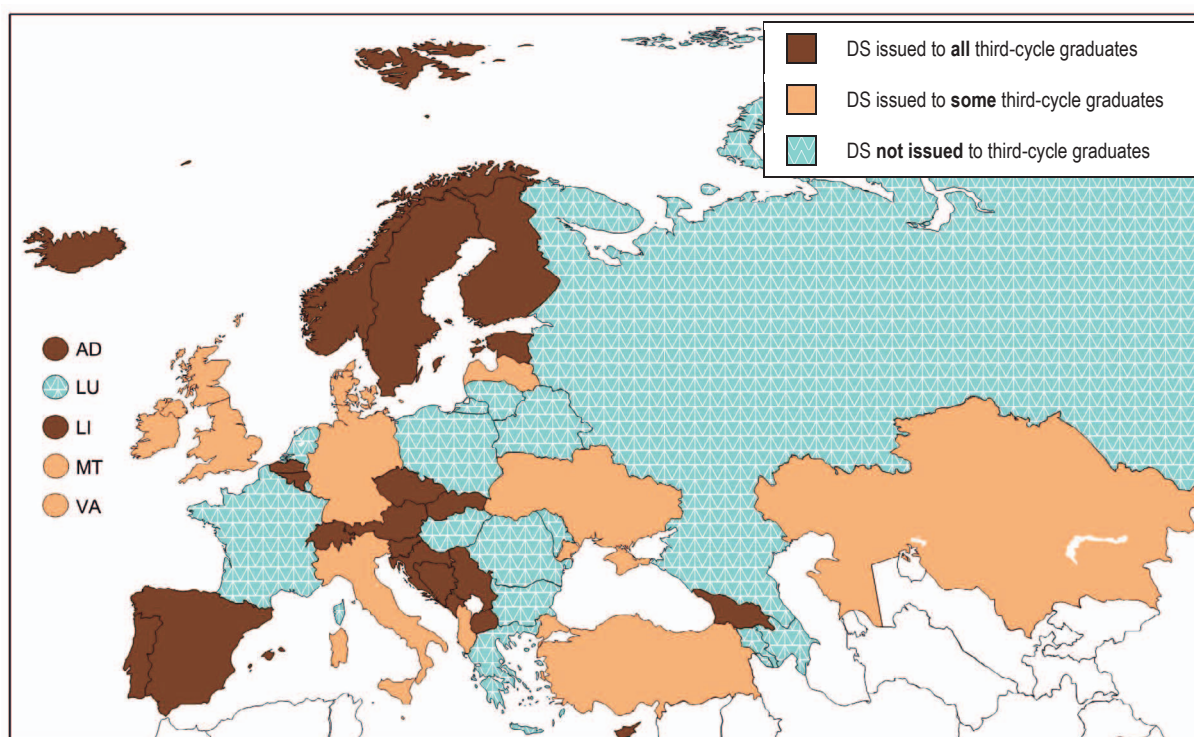 DS issued to all third-cycle graduates
DS issued to some third-cycle graduates
DS not issued to third-cycle graduates
AD
LU
LI
MT
VA